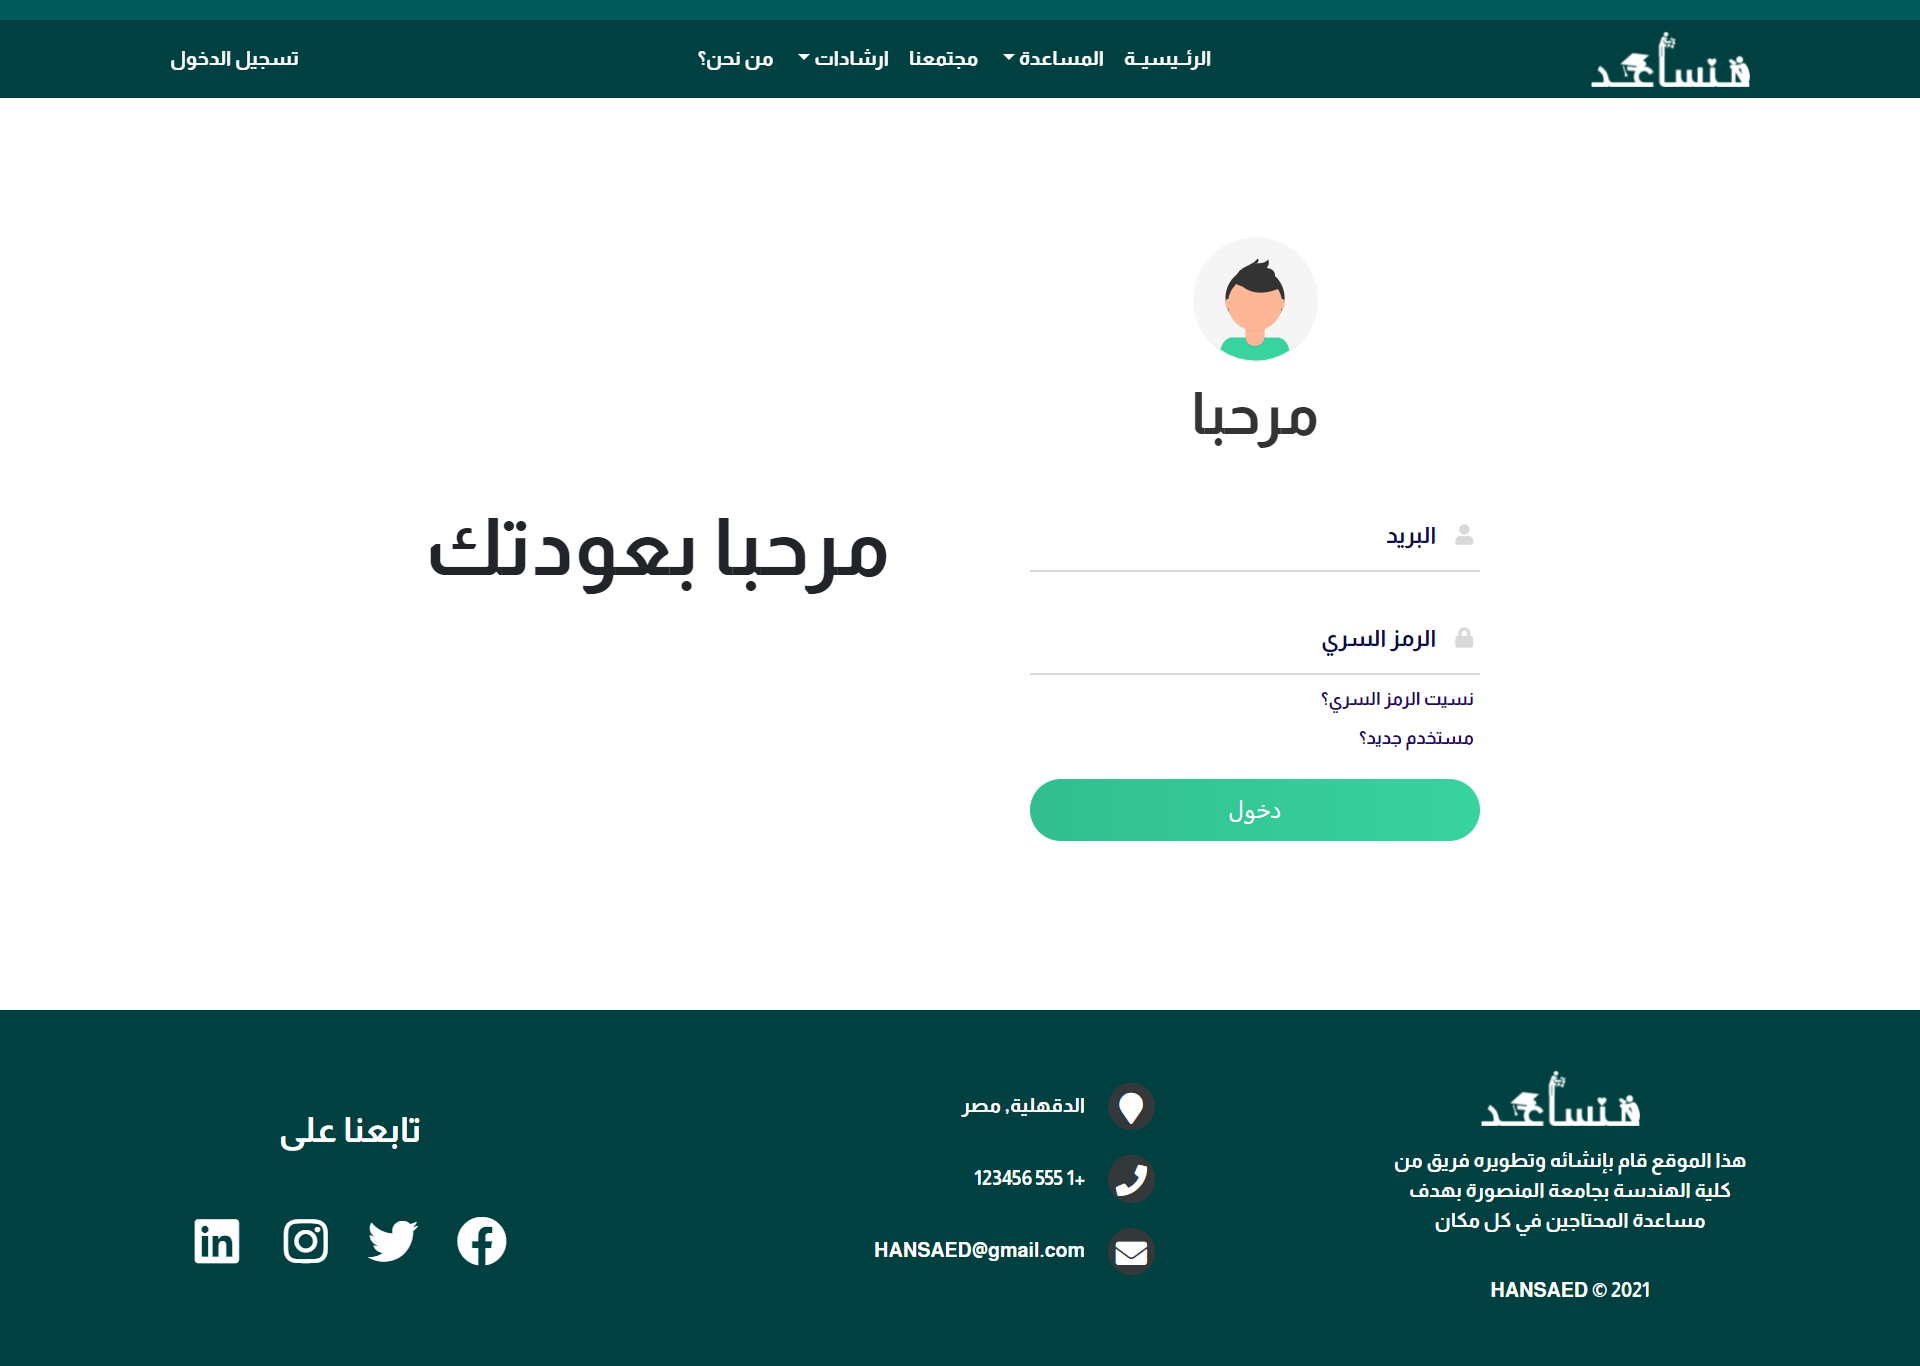 هنساعد
الرئـيسيـة
المساعدة
مجتمعنا
ارشادات
من نحن؟
تسجيل الدخول
مرحبا
البريد
الرمز السري
نسيت الرمز السري؟
مستخدم جديد؟
دخول
مرحبا بعودتك
هنساعد
هذا الموقع قام بإنشائه وتطويره فريق من
كلية الهندسة بجامعة المنصورة بهدف
مساعدة المحتاجين في كل مكان
HANSAED © 2021
الدقهلية, مصر
+1 555 123456
HANSAED@gmail.com
تابعنا على